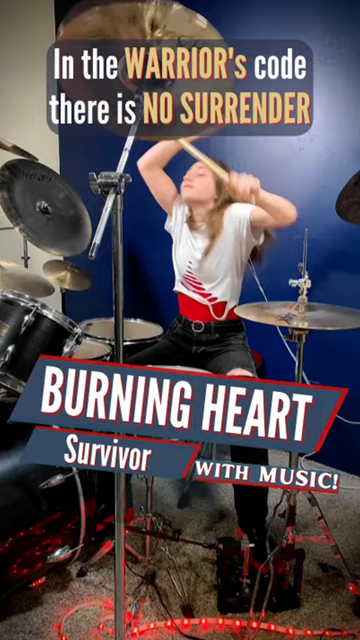 In the WARRIOR's code
there is NO SURRENDER
BURNING HEART
Survivor
WITH MUSIC!